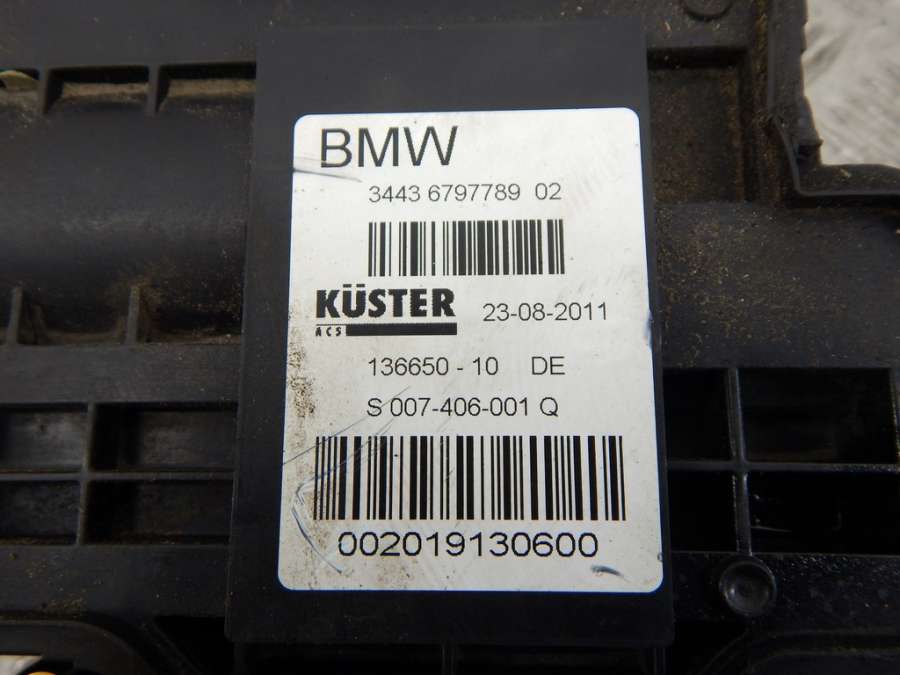 BMW
3443 6797789 02
KÜSTER
ACS
23-08-2011
136650 - 10 DE
S 007-406-001 Q
002019130600